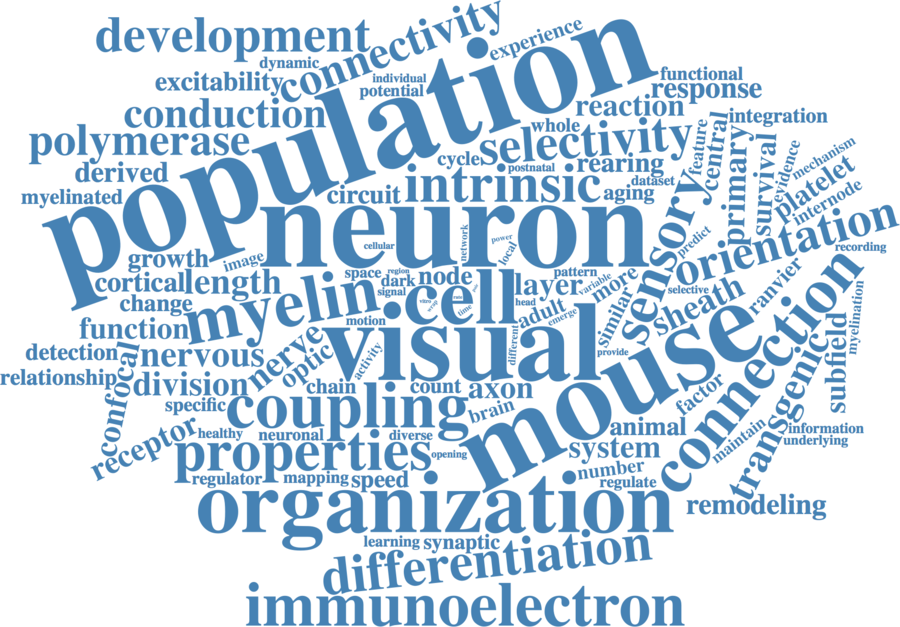 development
connectivity
experience
dynamic
excitability
individual
potential
population
functional
response
conduction
reaction
integration
polymerase
whole
selectivity
feature
central
primary
survival
evidence
mechanism
derived
cycle
postnatal
rearing
dataset
platelet
myelinated
circuit
intrinsic
aging
internode
neuron
sensory
orientation
cellular
network
power
local
predict
recording
growth
image
cortical
length
space
region
dark
signal
node
layer
pattern
variable
more
selective
sheath
ranvier
change
myelin
cell
vitro
time
head
adult
emerge
similar
function
motion
visual
different
provide
mouse
connection
myelination
detection
nervous
nerve
optic
activity
relationship
confocal
division
chain
count
axon
factor
transgenic
subfield
specific
coupling
brain
animal
maintain
information
underlying
receptor
healthy
neuronal
diverse
opening
system
properties
number
regulator
mapping
speed
regulate
organization
remodeling
learning
synaptic
differentiation
immunoelectron